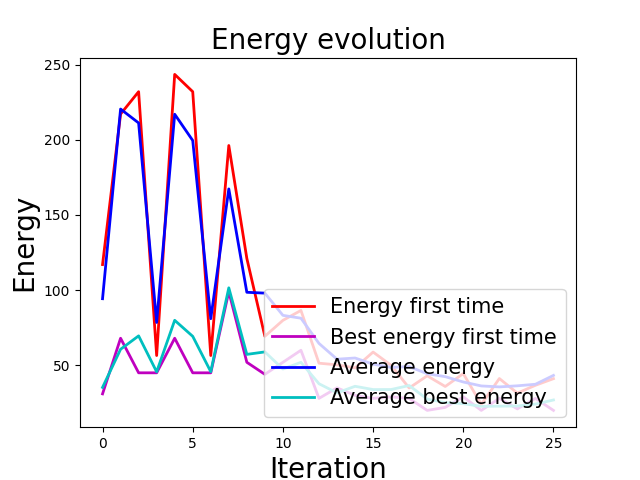 Energy evolution
Energy
250
200
150
100
50
Energy first time
Best energy first time
Average energy
Average best energy
0 5 10 15 20 25
Iteration